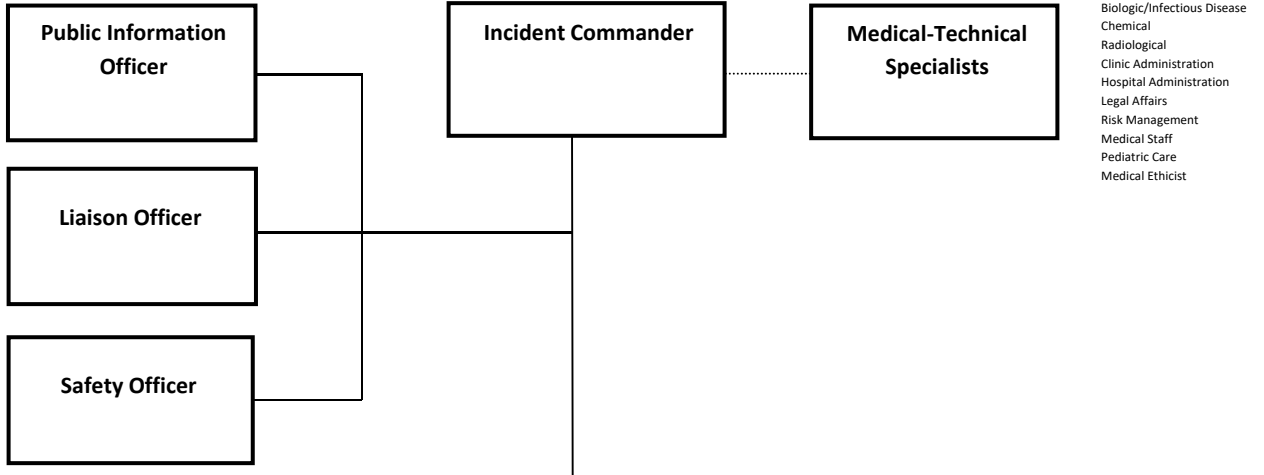 Public Information
Officer
Incident Commander
Medical-Technical
Specialists
Biologic/Infectious Disease
Chemical
Radiological
Clinic Administration
Hospital Administration
Legal Affairs
Risk Management
Medical Staff
Pediatric Care
Medical Ethicist
Liaison Officer
Safety Officer